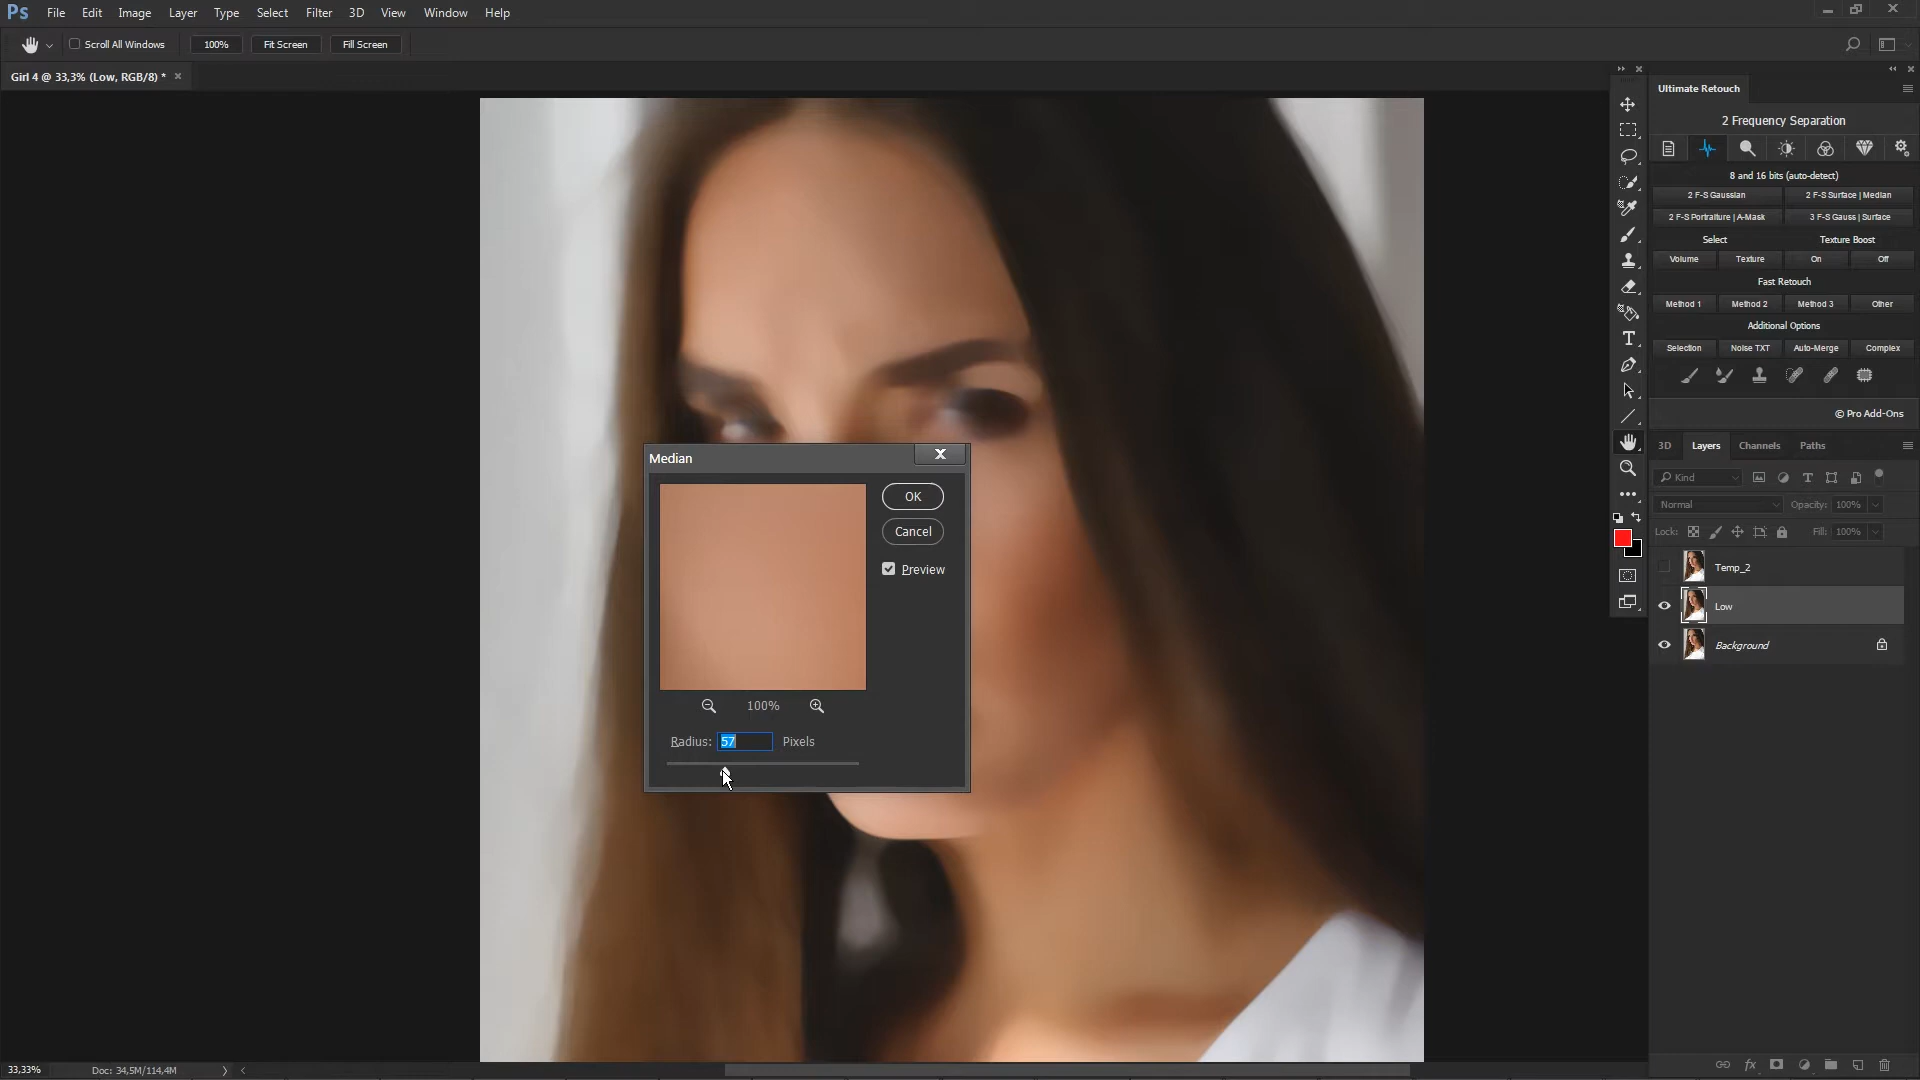 Ps File Edit Image Layer Type Select Filter 3D View Window Help
Scroll All Windows 100% Fit Screen Fill Screen
Girl 4 @ 33,3% (Low, RGB/8) *
Ultimate Retouch
2 Frequency Separation
8 and 16 bits (auto-detect)
2 F-S Gaussian 2 F-S Surface | Median
2 F-S Portraiture | A-Mask 3 F-S Gauss | Surface
Select Texture Boost
Volume Texture On Off
Fast Retouch
Method 1 Method 2 Method 3 Other
Additional Options
Selection Noise TXT Auto-Merge Complex
© Pro Add-Ons
3D Layers Channels Paths
Kind
Normal Opacity: 100%
Lock: Fill: 100%
Temp_2
Low
Background
Median
OK
Cancel
Preview
100%
Radius: 57 Pixels
33,33% Doc: 34,5M/114,4M